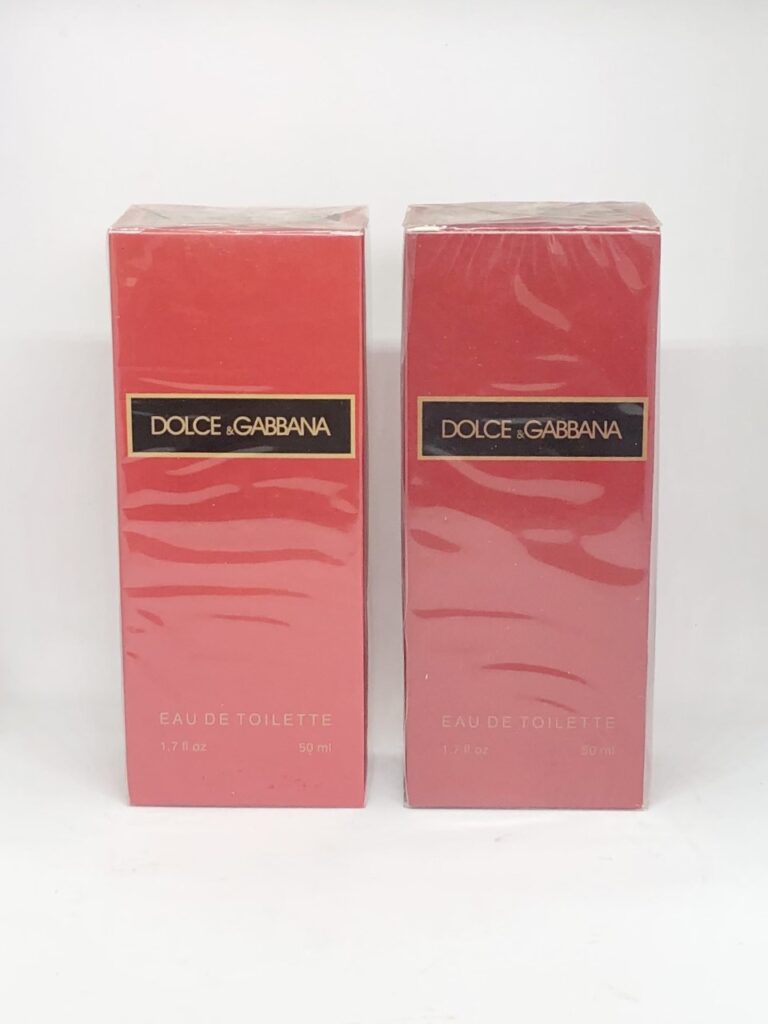 DOLCE & GABBANA
EAU DE TOILETTE
1.7 fl oz 50 ml
DOLCE & GABBANA
EAU DE TOILETTE
1.7 fl oz 50 ml